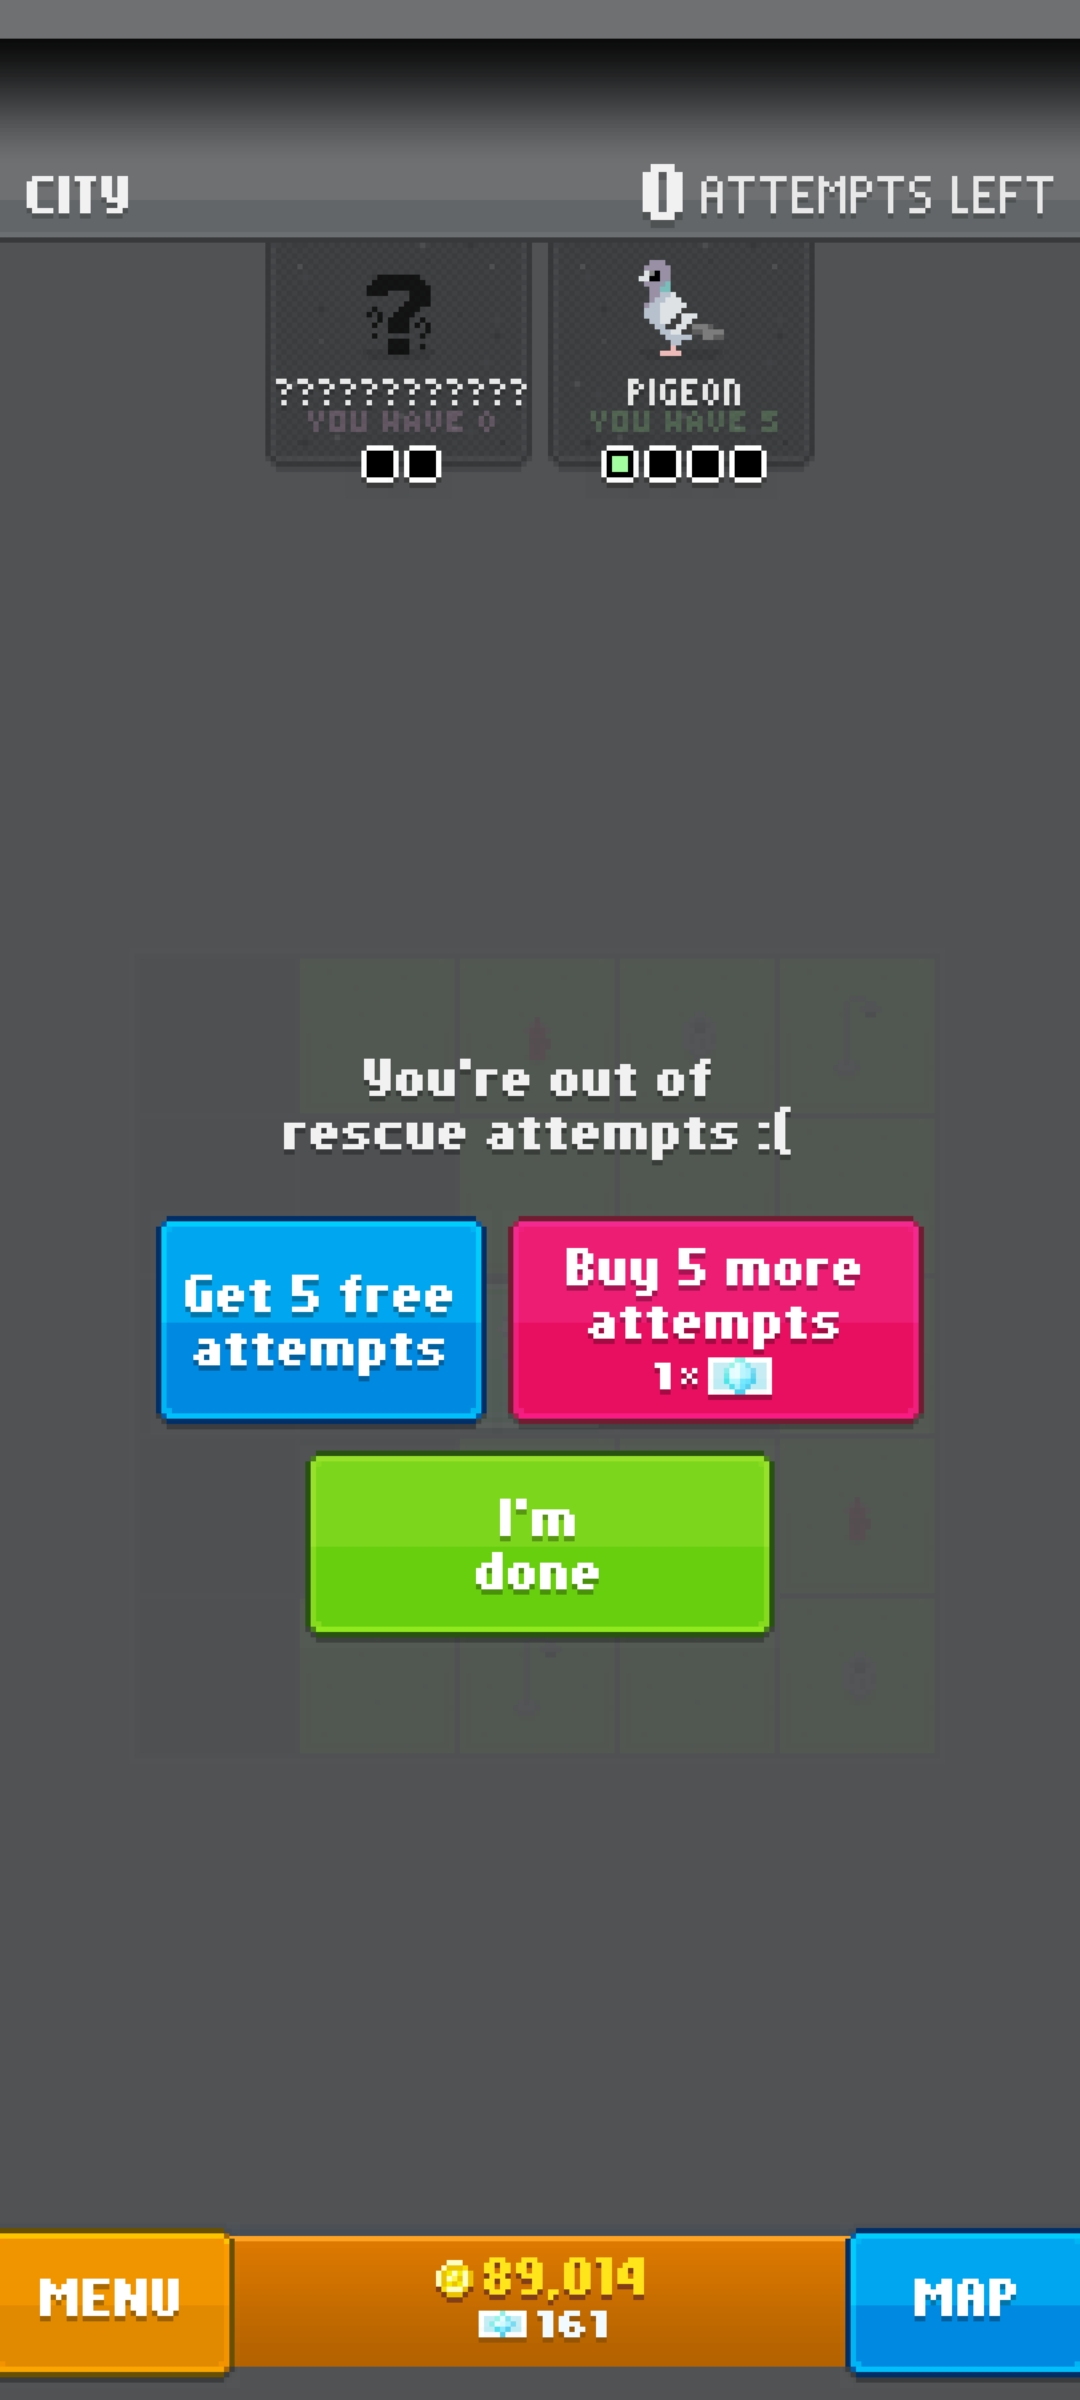 CITY
0 ATTEMPTS LEFT
????????????
YOU HAVE 0
PIGEON
YOU HAVE 5
You're out of
rescue attempts :(
Get 5 free
attempts
Buy 5 more
attempts
1×
I'm
done
MENU
89,014
161
MAP